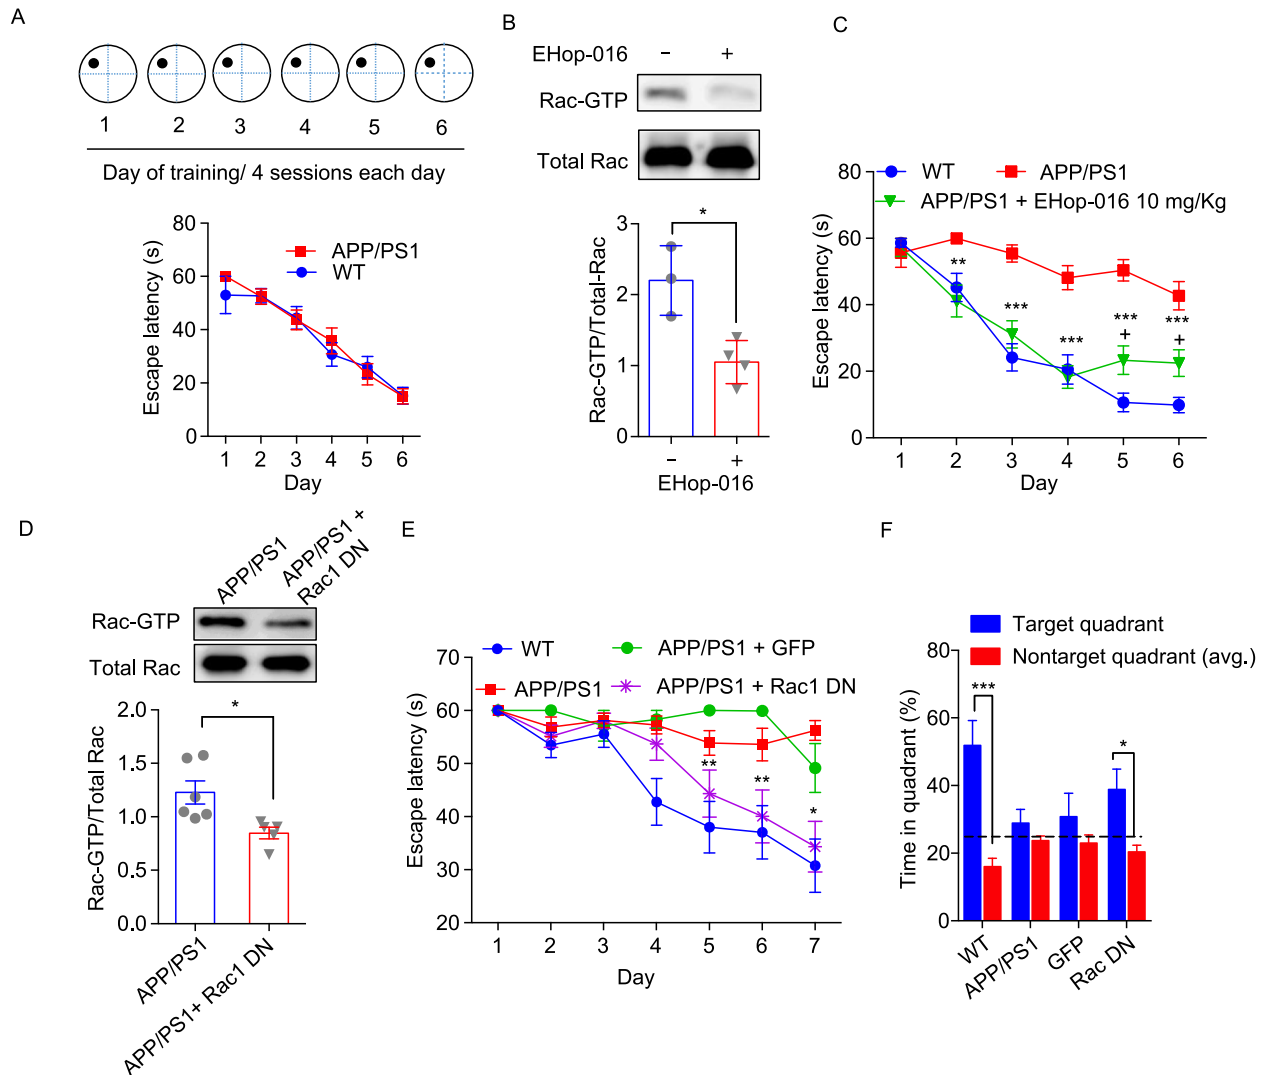 A
1 2 3 4 5 6
Day of training/ 4 sessions each day
80
60
40
20
0
Escape latency (s)
APP/PS1
WT
1 2 3 4 5 6
Day
B
EHop-016 − +
Rac-GTP
Total Rac
3
2
1
0
Rac-GTP/Total-Rac
*
− +
EHop-016
C
WT APP/PS1
APP/PS1 + EHop-016 10 mg/Kg
80
60
40
20
0
Escape latency (s)
**
***
***
***
+
***
+
1 2 3 4 5 6
Day
D
APP/PS1
APP/PS1 +
Rac1 DN
Rac-GTP
Total Rac
2.0
1.5
1.0
0.5
0.0
Rac-GTP/Total Rac
*
APP/PS1
APP/PS1+ Rac1 DN
E
WT APP/PS1 + GFP
APP/PS1 APP/PS1 + Rac1 DN
70
60
50
40
30
20
Escape latency (s)
**
**
*
1 2 3 4 5 6 7
Day
F
Target quadrant
Nontarget quadrant (avg.)
80
60
40
20
0
Time in quadrant (%)
***
*
WT
APP/PS1
GFP
Rac DN